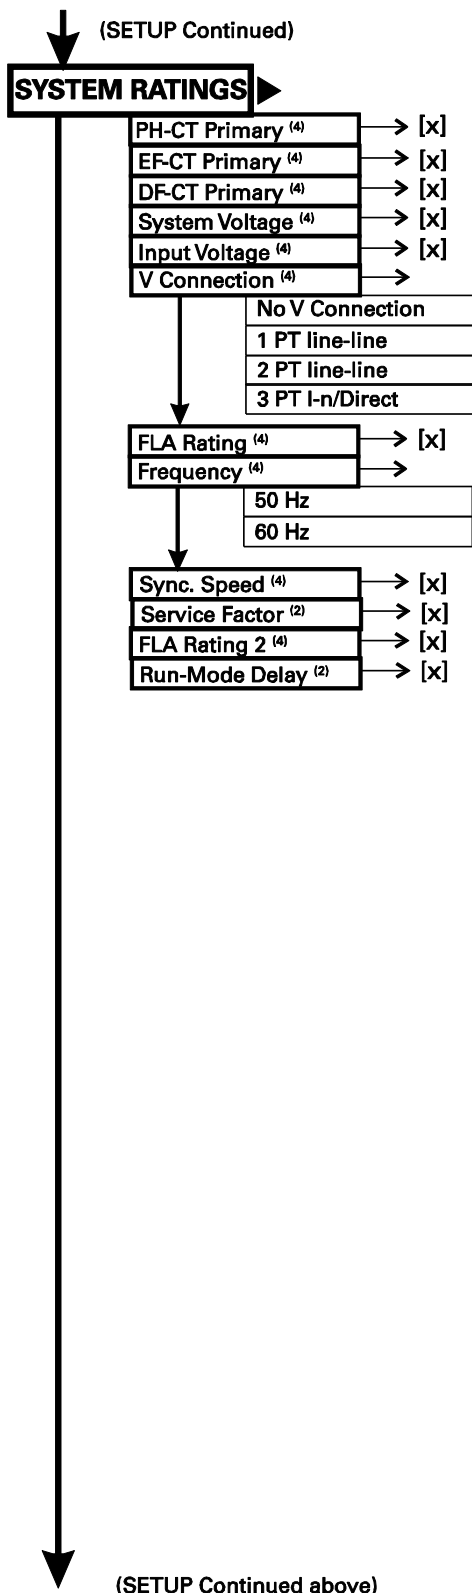 (SETUP Continued)
SYSTEM RATINGS
PH-CT Primary (4) [x]
EF-CT Primary (4) [x]
DF-CT Primary (4) [x]
System Voltage (4) [x]
Input Voltage (4) [x]
V Connection (4)
No V Connection
1 PT line-line
2 PT line-line
3 PT l-n/Direct
FLA Rating (4) [x]
Frequency (4)
50 Hz
60 Hz
Sync. Speed (4) [x]
Service Factor (2) [x]
FLA Rating 2 (4) [x]
Run-Mode Delay (2) [x]
(SETUP Continued above)